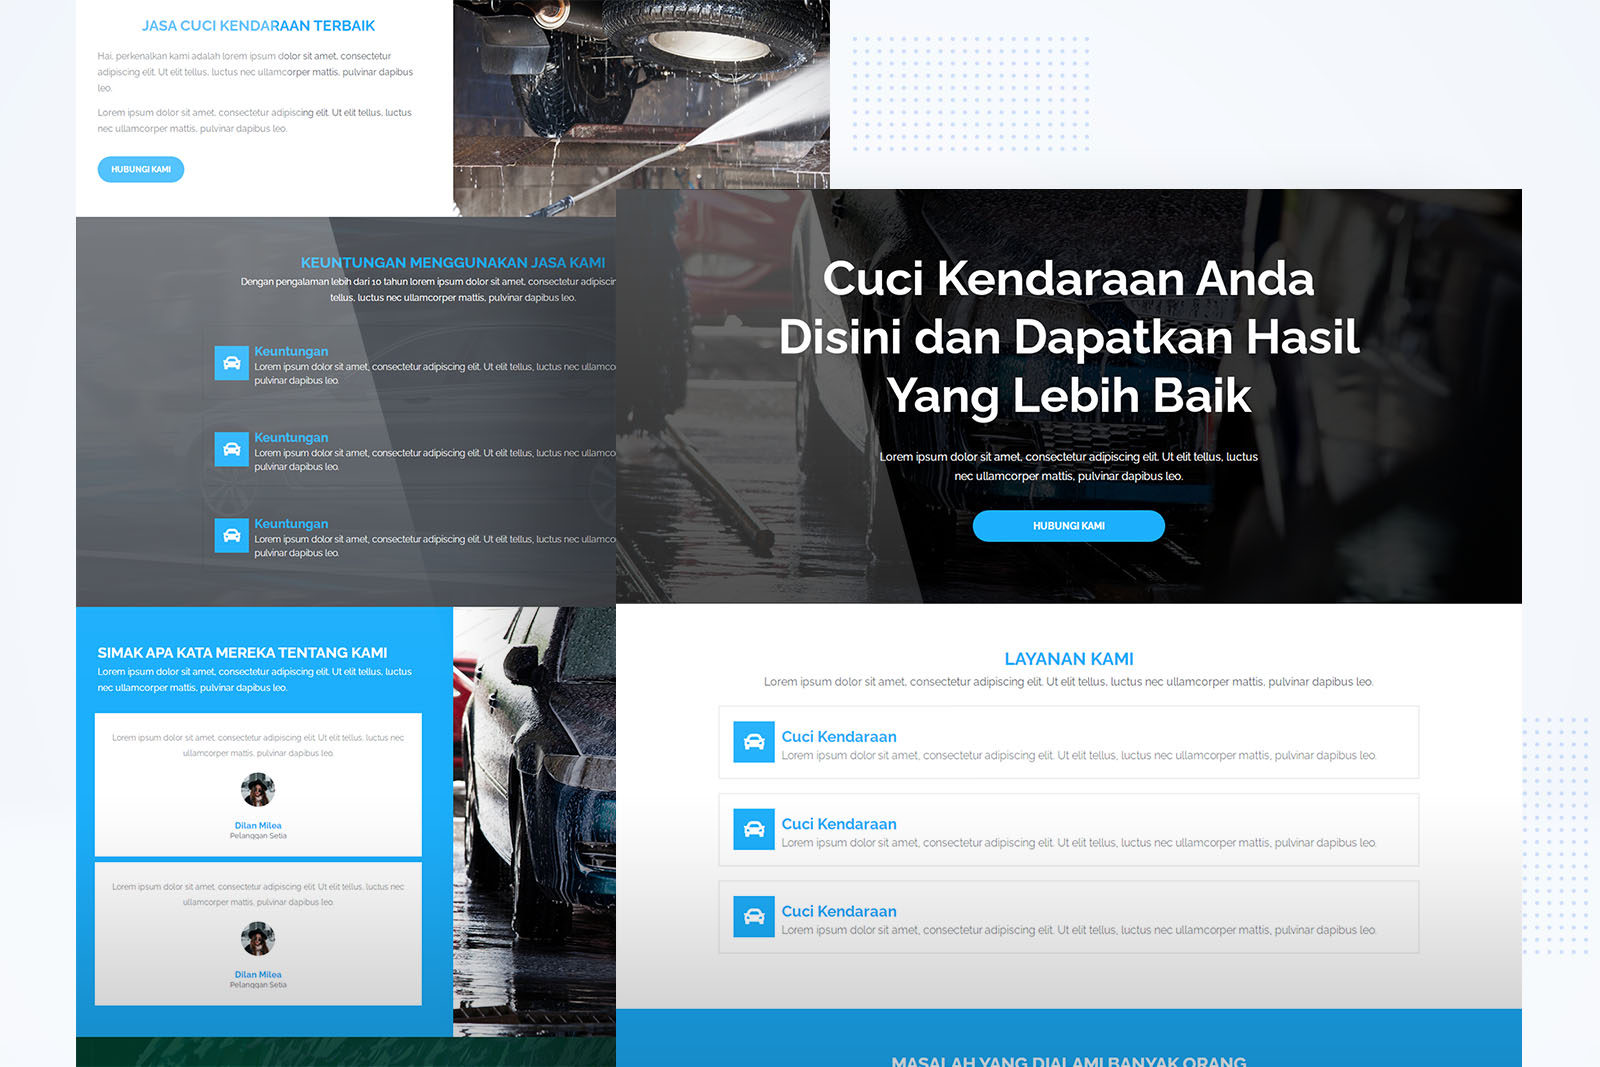 JASA CUCI KENDARAAN TERBAIK
Hai, perkenalkan kami adalah lorem ipsum dolor sit amet, consectetur
adipiscing elit. Ut elit tellus, luctus nec ullamcorper mattis, pulvinar dapibus
leo.
Lorem ipsum dolor sit amet, consectetur adipiscing elit. Ut elit tellus, luctus
nec ullamcorper mattis, pulvinar dapibus leo.
HUBUNGI KAMI
KEUNTUNGAN MENGGUNAKAN JASA KAMI
Dengan pengalaman lebih dari 10 tahun lorem ipsum dolor sit amet, consectetur adipiscin
tellus, luctus nec ullamcorper mattis, pulvinar dapibus leo.
Keuntungan
Lorem ipsum dolor sit amet, consectetur adipiscing elit. Ut elit tellus, luctus nec ullamco
pulvinar dapibus leo.
Keuntungan
Lorem ipsum dolor sit amet, consectetur adipiscing elit. Ut elit tellus, luctus nec ullamco
pulvinar dapibus leo.
Keuntungan
Lorem ipsum dolor sit amet, consectetur adipiscing elit. Ut elit tellus, luctus nec ullamco
pulvinar dapibus leo.
SIMAK APA KATA MEREKA TENTANG KAMI
Lorem ipsum dolor sit amet, consectetur adipiscing elit. Ut elit tellus, luctus
nec ullamcorper mattis, pulvinar dapibus leo.
Lorem ipsum dolor sit amet, consectetur adipiscing elit. Ut elit tellus, luctus nec
ullamcorper mattis, pulvinar dapibus leo.
Dilan Milea
Pelanggan Setia
Lorem ipsum dolor sit amet, consectetur adipiscing elit. Ut elit tellus, luctus nec
ullamcorper mattis, pulvinar dapibus leo.
Dilan Milea
Pelanggan Setia
Cuci Kendaraan Anda
Disini dan Dapatkan Hasil
Yang Lebih Baik
Lorem ipsum dolor sit amet, consectetur adipiscing elit. Ut elit tellus, luctus
nec ullamcorper mattis, pulvinar dapibus leo.
HUBUNGI KAMI
LAYANAN KAMI
Lorem ipsum dolor sit amet, consectetur adipiscing elit. Ut elit tellus, luctus nec ullamcorper mattis, pulvinar dapibus leo.
Cuci Kendaraan
Lorem ipsum dolor sit amet, consectetur adipiscing elit. Ut elit tellus, luctus nec ullamcorper mattis, pulvinar dapibus leo.
Cuci Kendaraan
Lorem ipsum dolor sit amet, consectetur adipiscing elit. Ut elit tellus, luctus nec ullamcorper mattis, pulvinar dapibus leo.
Cuci Kendaraan
Lorem ipsum dolor sit amet, consectetur adipiscing elit. Ut elit tellus, luctus nec ullamcorper mattis, pulvinar dapibus leo.
MASALAH YANG DIALAMI BANYAK ORANG